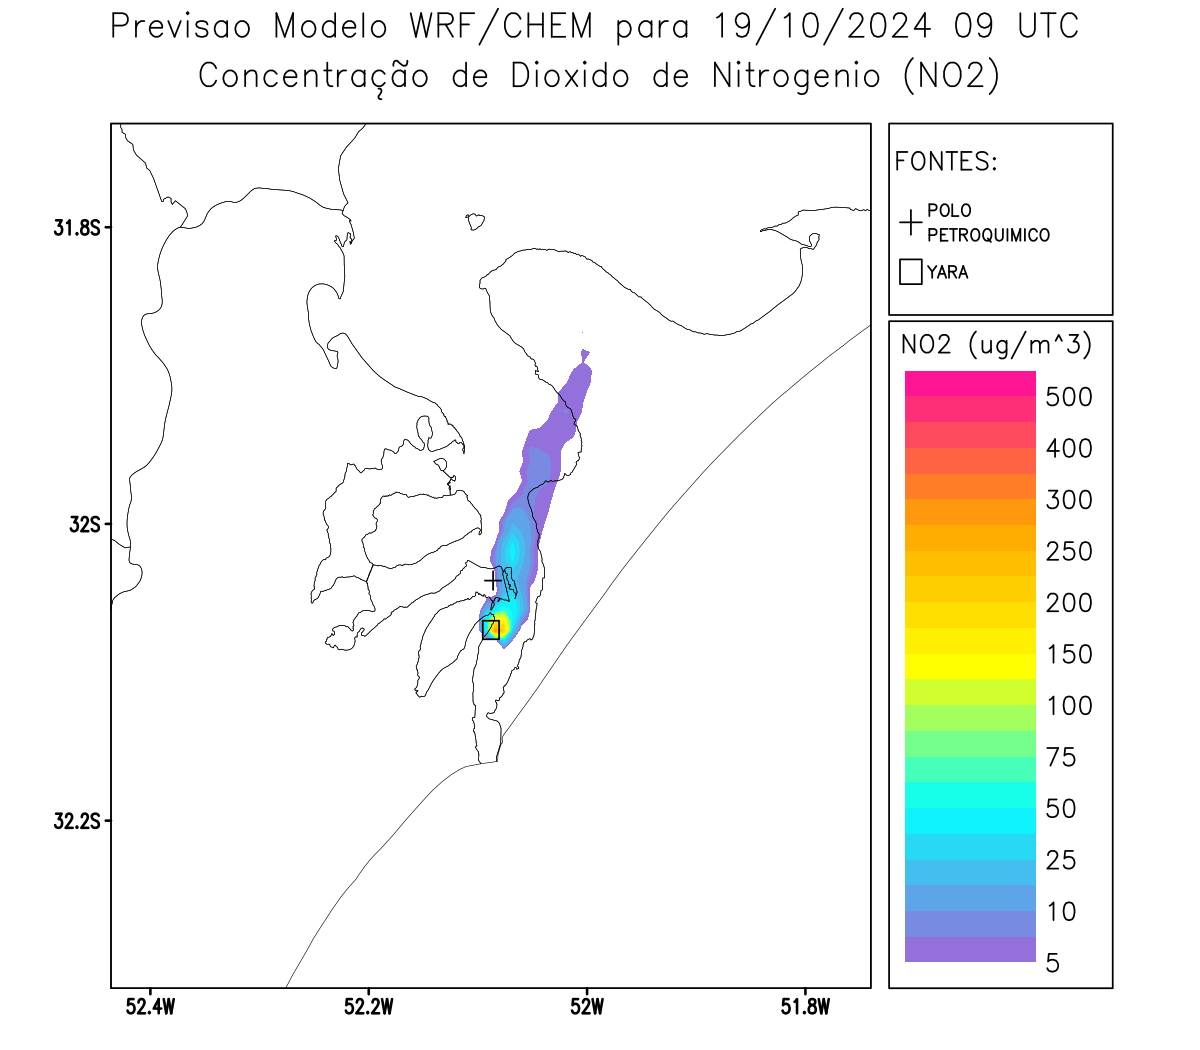 Previsao Modelo WRF/CHEM para 19/10/2024 09 UTC
Concentração de Dioxido de Nitrogenio (NO2)
FONTES:
POLO
PETROQUIMICO
YARA
NO2 (ug/m^3)
500
400
300
250
200
150
100
75
50
25
10
5
31.8S
32S
32.2S
52.4W
52.2W
52W
51.8W